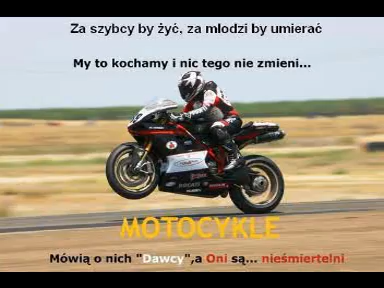 Za szybcy by żyć, za mlodzi by umierać
My to kochamy i nic tego nie zmieni...
DUCATI
MOTOCYKLE
Mówią o nich "Dawcy",a Oni są... nieśmiertelni